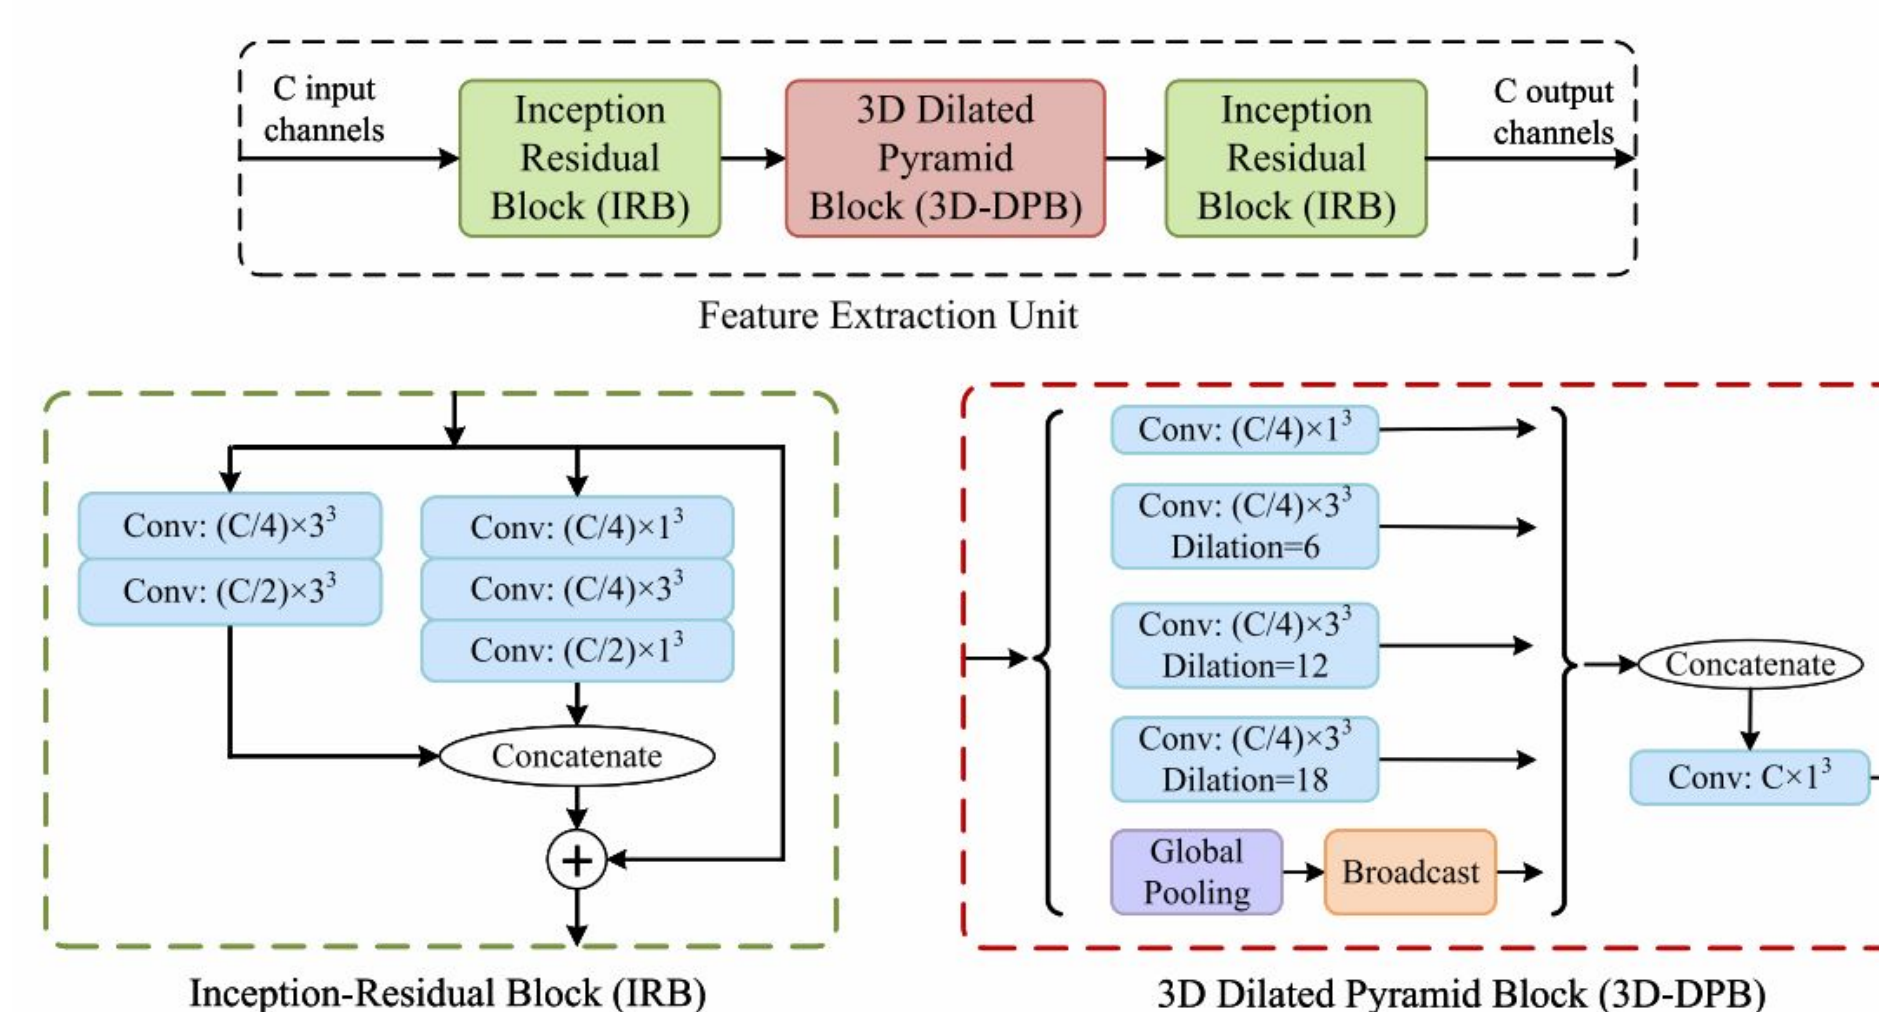 C input
channels
Inception
Residual
Block (IRB)
3D Dilated
Pyramid
Block (3D-DPB)
Inception
Residual
Block (IRB)
C output
channels
Feature Extraction Unit
Conv: (C/4)×3³
Conv: (C/2)×3³
Conv: (C/4)×1³
Conv: (C/4)×3³
Conv: (C/2)×1³
Concatenate
+
Inception-Residual Block (IRB)
Conv: (C/4)×1³
Conv: (C/4)×3³
Dilation=6
Conv: (C/4)×3³
Dilation=12
Conv: (C/4)×3³
Dilation=18
Global
Pooling
Broadcast
Concatenate
Conv: C×1³
3D Dilated Pyramid Block (3D-DPB)